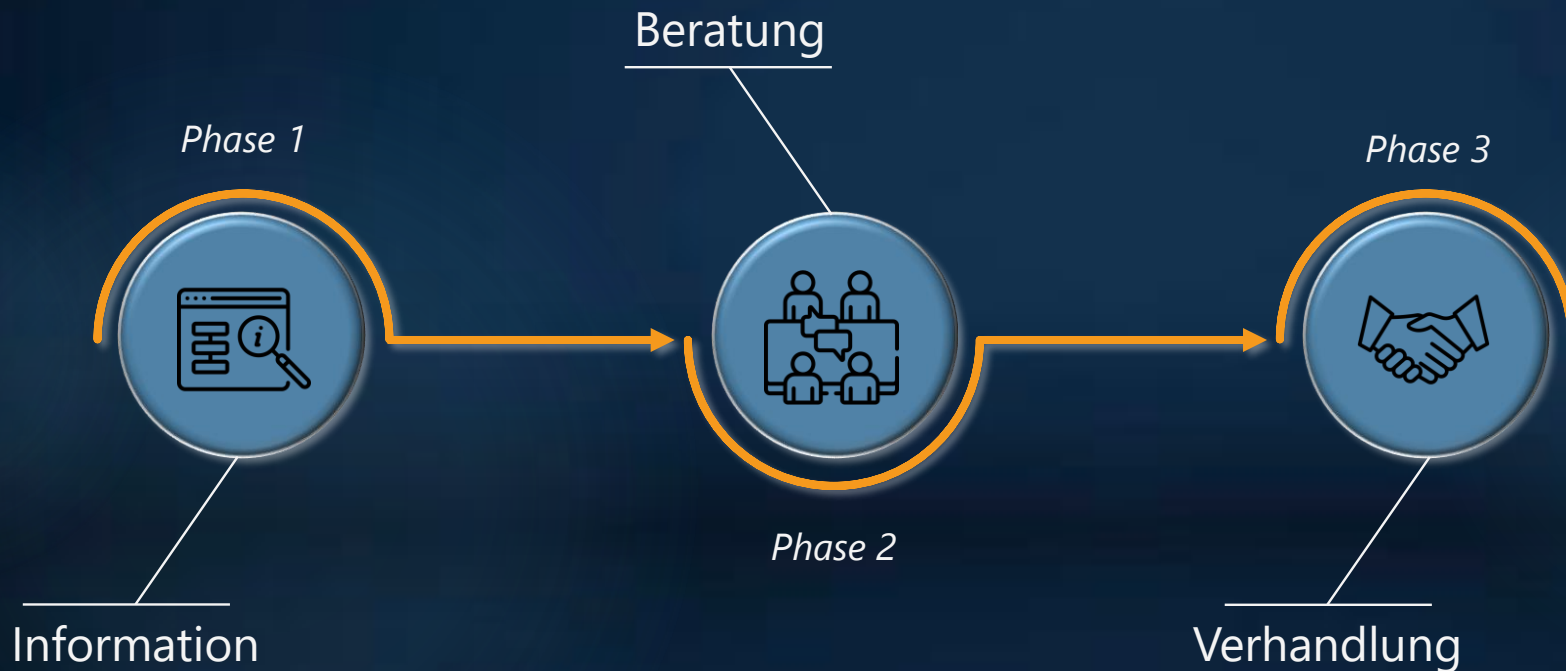 Beratung
Phase 1
Phase 3
Phase 2
Information
Verhandlung